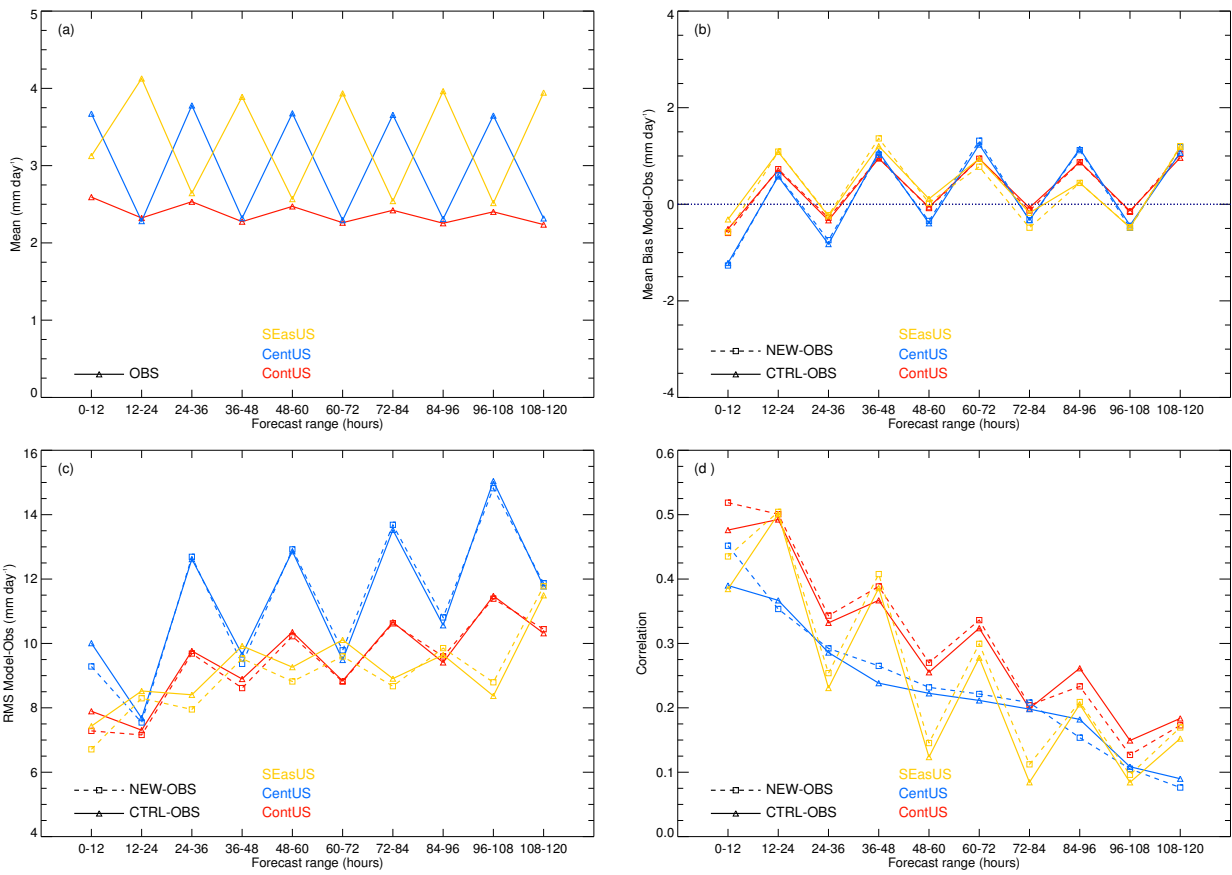 (a)
Mean (mm day⁻¹)
5
4
3
2
1
0
SEasUS
CentUS
ContUS
OBS
0-12 12-24 24-36 36-48 48-60 60-72 72-84 84-96 96-108 108-120
Forecast range (hours)
(b)
Mean Bias Model-Obs (mm day⁻¹)
4
2
0
-2
-4
SEasUS
CentUS
ContUS
NEW-OBS
CTRL-OBS
0-12 12-24 24-36 36-48 48-60 60-72 72-84 84-96 96-108 108-120
Forecast range (hours)
(c)
RMS Model-Obs (mm day⁻¹)
16
14
12
10
8
6
4
SEasUS
CentUS
ContUS
NEW-OBS
CTRL-OBS
0-12 12-24 24-36 36-48 48-60 60-72 72-84 84-96 96-108 108-120
Forecast range (hours)
(d )
Correlation
0.6
0.5
0.4
0.3
0.2
0.1
0.0
SEasUS
CentUS
ContUS
NEW-OBS
CTRL-OBS
0-12 12-24 24-36 36-48 48-60 60-72 72-84 84-96 96-108 108-120
Forecast range (hours)